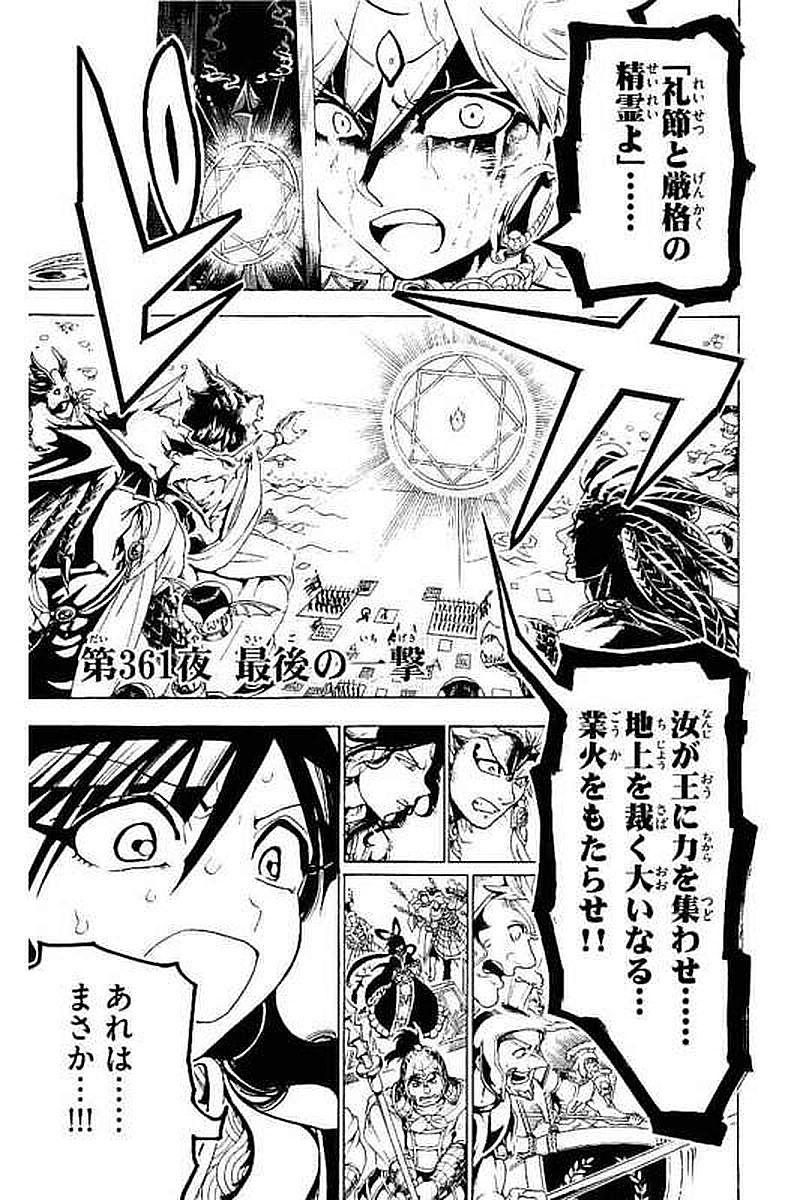 「礼節と厳格の
精霊よ」……
ピカ
第361夜 最後の一撃
汝が王に力を集わせ……
地上を裁く大いなる…
業火をもたらせ!!
あれは……
まさか…!!!